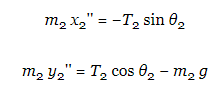 m₂ x₂" = −T₂ sin θ₂
m₂ y₂" = T₂ cos θ₂ − m₂ g